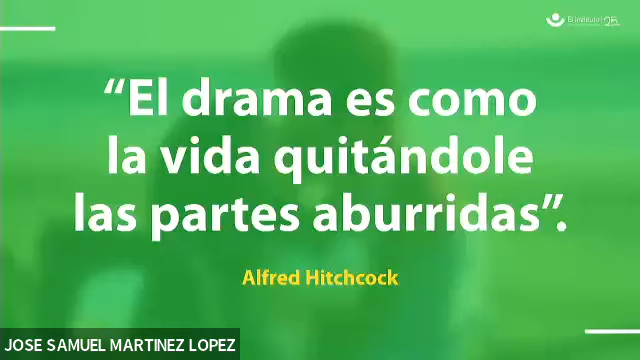 “El drama es como
la vida quitándole
las partes aburridas”.
Alfred Hitchcock
JOSE SAMUEL MARTINEZ LOPEZ